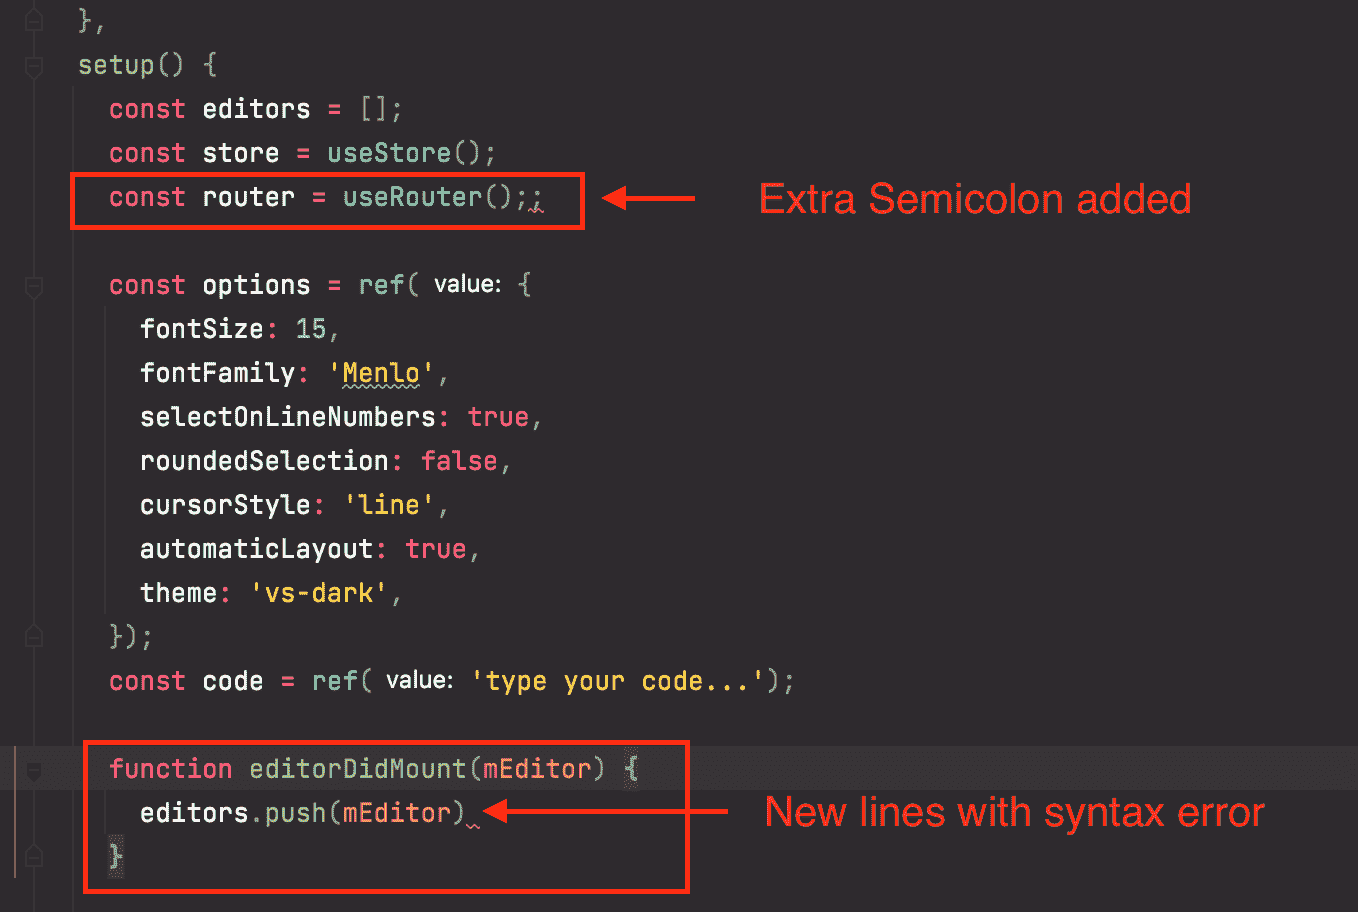 },
setup() {
const editors = [];
const store = useStore();
const router = useRouter();;
Extra Semicolon added
const options = ref( value: {
fontSize: 15,
fontFamily: 'Menlo',
selectOnLineNumbers: true,
roundedSelection: false,
cursorStyle: 'line',
automaticLayout: true,
theme: 'vs-dark',
});
const code = ref( value: 'type your code...');
function editorDidMount(mEditor) {
editors.push(mEditor)
New lines with syntax error
}